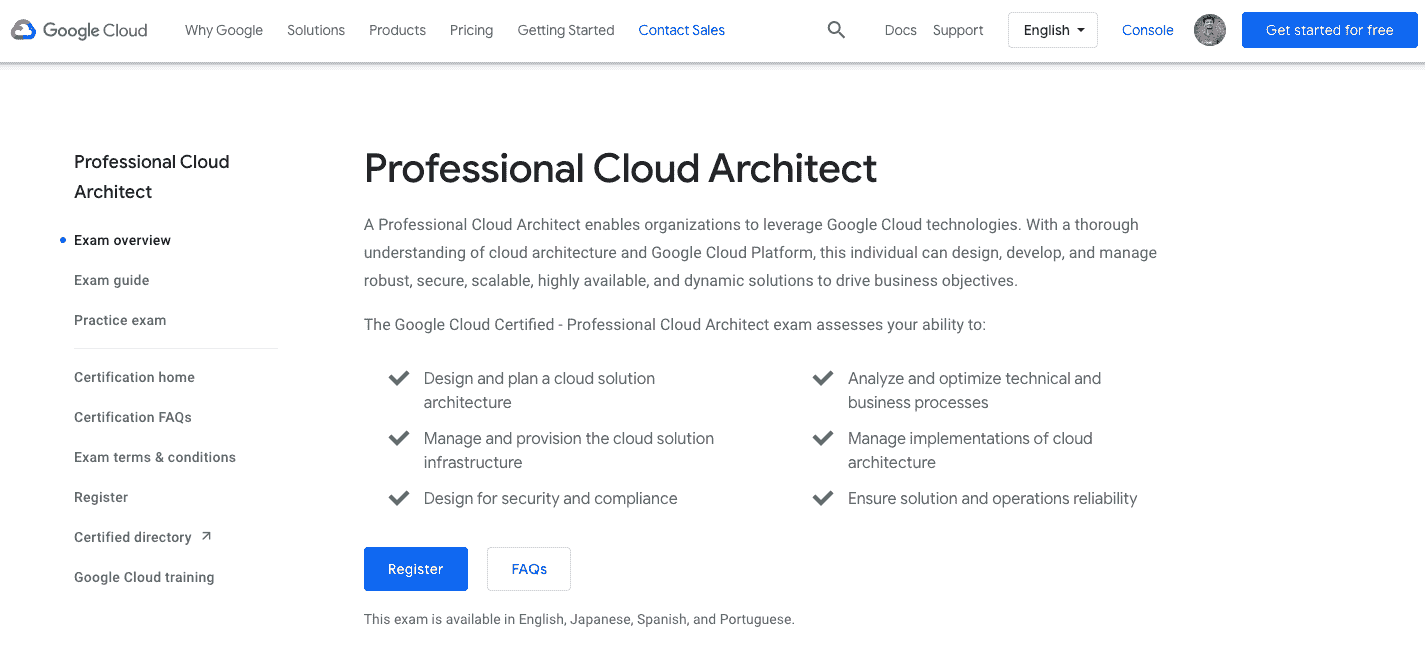 Google Cloud Why Google Solutions Products Pricing Getting Started Contact Sales Docs Support English Console Get started for free
Professional Cloud
Architect
Exam overview
Exam guide
Practice exam
Certification home
Certification FAQs
Exam terms & conditions
Register
Certified directory
Google Cloud training
Professional Cloud Architect
A Professional Cloud Architect enables organizations to leverage Google Cloud technologies. With a thorough
understanding of cloud architecture and Google Cloud Platform, this individual can design, develop, and manage
robust, secure, scalable, highly available, and dynamic solutions to drive business objectives.
The Google Cloud Certified - Professional Cloud Architect exam assesses your ability to:
Design and plan a cloud solution
architecture
Manage and provision the cloud solution
infrastructure
Design for security and compliance
Analyze and optimize technical and
business processes
Manage implementations of cloud
architecture
Ensure solution and operations reliability
Register FAQs
This exam is available in English, Japanese, Spanish, and Portuguese.